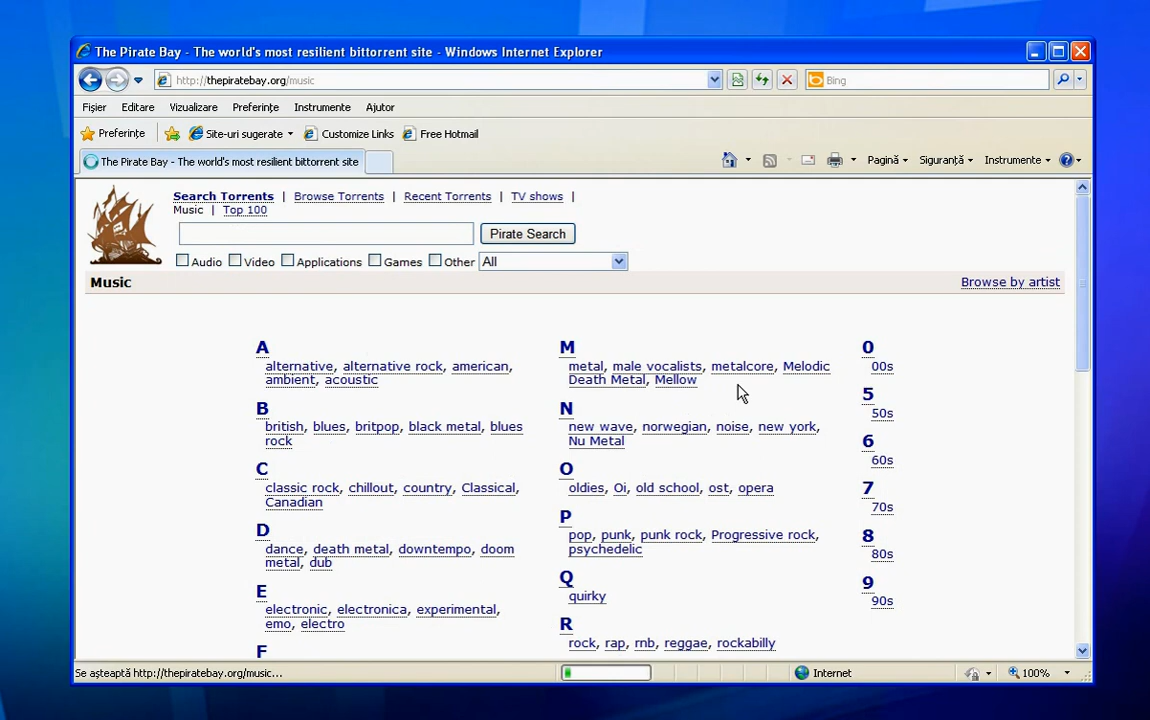 The Pirate Bay - The world's most resilient bittorrent site - Windows Internet Explorer
http://thepiratebay.org/music
Bing
Fișier Editare Vizualizare Preferințe Instrumente Ajutor
Preferințe Site-uri sugerate Customize Links Free Hotmail
The Pirate Bay - The world's most resilient bittorrent site
Pagină Siguranță Instrumente
Search Torrents | Browse Torrents | Recent Torrents | TV shows |
Music | Top 100
Pirate Search
Audio Video Applications Games Other All
Music Browse by artist
A
alternative, alternative rock, american,
ambient, acoustic
B
british, blues, britpop, black metal, blues
rock
C
classic rock, chillout, country, Classical,
Canadian
D
dance, death metal, downtempo, doom
metal, dub
E
electronic, electronica, experimental,
emo, electro
F
M
metal, male vocalists, metalcore, Melodic
Death Metal, Mellow
N
new wave, norwegian, noise, new york,
Nu Metal
O
oldies, Oi, old school, ost, opera
P
pop, punk, punk rock, Progressive rock,
psychedelic
Q
quirky
R
rock, rap, rnb, reggae, rockabilly
0
00s
5
50s
6
60s
7
70s
8
80s
9
90s
Se așteaptă http://thepiratebay.org/music...
Internet
100%